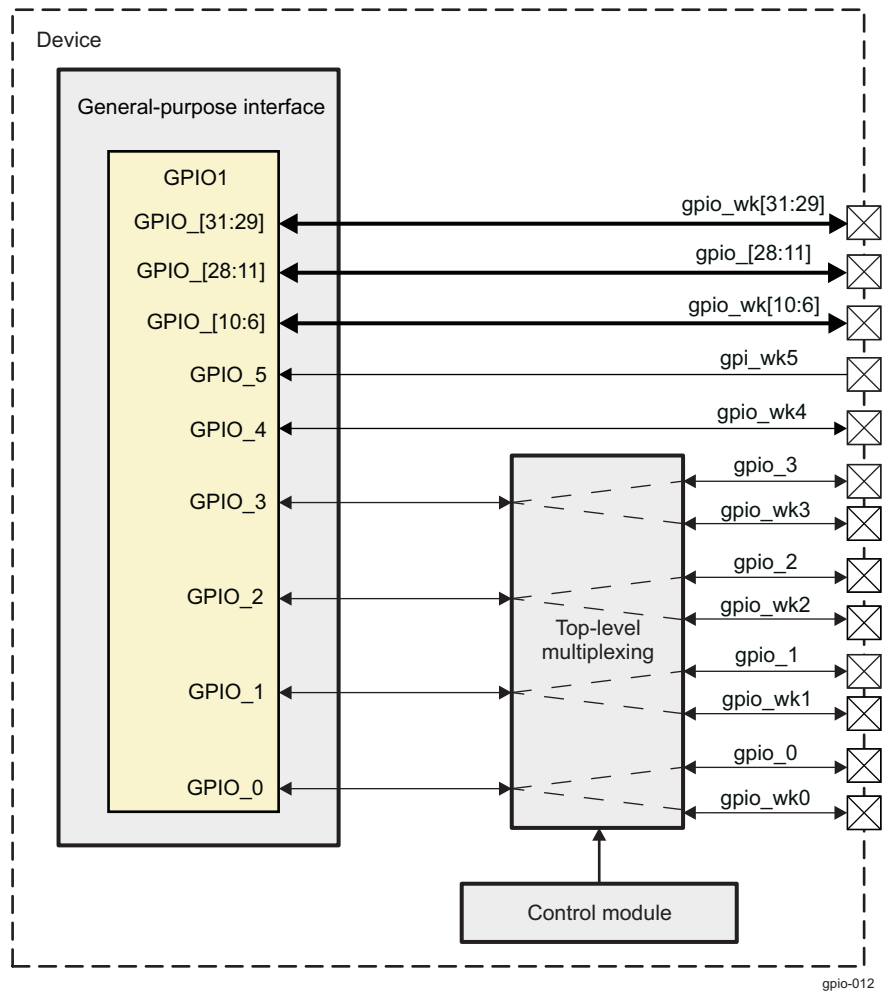 Device
General-purpose interface
GPIO1
GPIO_[31:29]
gpio_wk[31:29]
GPIO_[28:11]
gpio_[28:11]
GPIO_[10:6]
gpio_wk[10:6]
GPIO_5
gpi_wk5
GPIO_4
gpio_wk4
GPIO_3
gpio_3
gpio_wk3
GPIO_2
gpio_2
gpio_wk2
Top-level
multiplexing
GPIO_1
gpio_1
gpio_wk1
GPIO_0
gpio_0
gpio_wk0
Control module
gpio-012